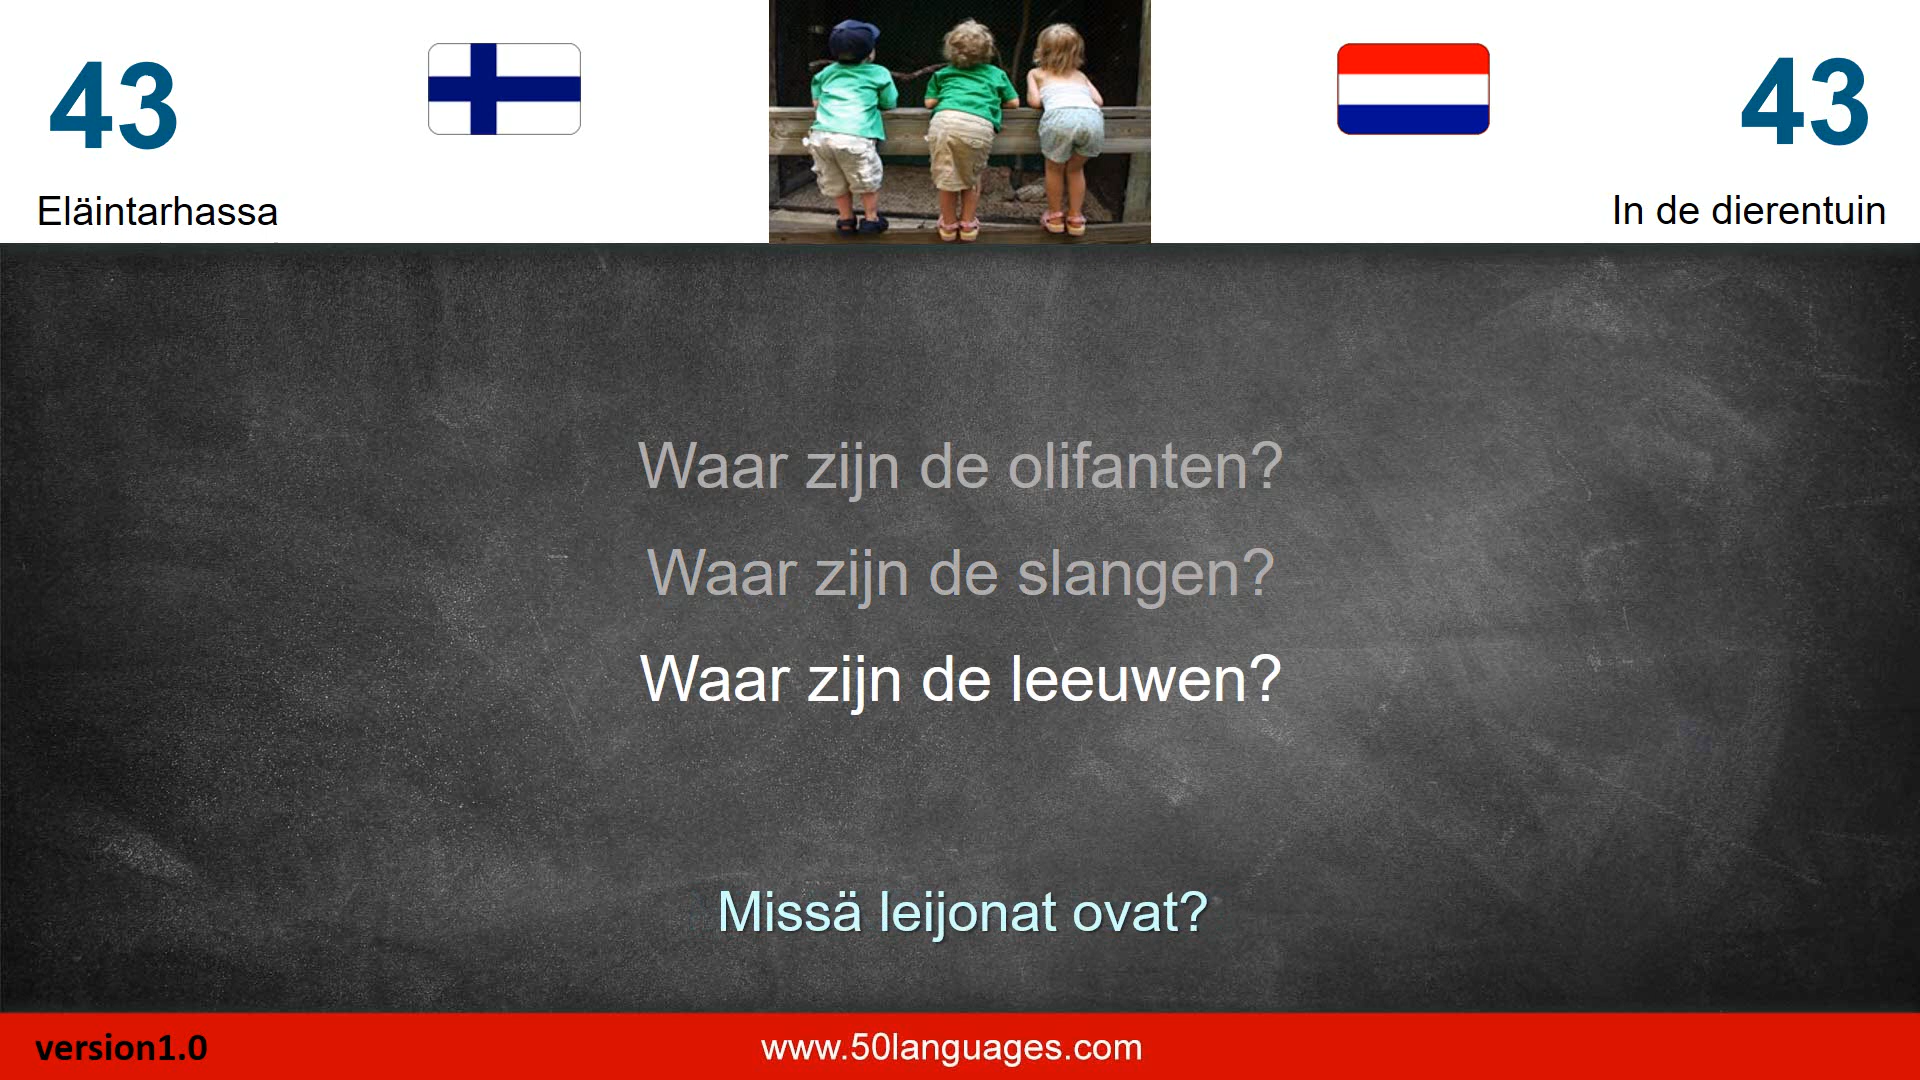 43
43
Eläintarhassa
In de dierentuin
Waar zijn de olifanten?
Waar zijn de slangen?
Waar zijn de leeuwen?
Missä leijonat ovat?
version1.0
www.50languages.com